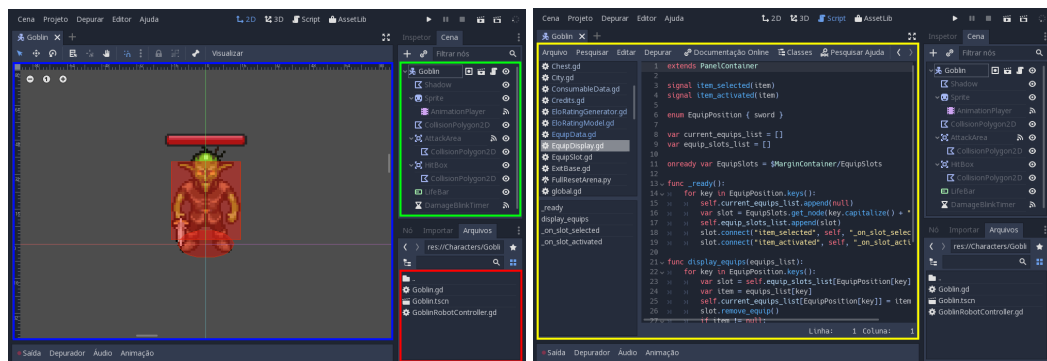 Cena Projeto Depurar Editor Ajuda
2D 3D Script AssetLib
Goblin
Visualizar
Inspetor Cena
Filtrar nós
Goblin
Shadow
Sprite
AnimationPlayer
CollisionPolygon2D
AttackArea
CollisionPolygon2D
HitBox
CollisionPolygon2D
LifeBar
DamageBlinkTimer
Nó Importar Arquivos
res://Characters/Gobli
..
Goblin.gd
Goblin.tscn
GoblinRobotController.gd
Saída Depurador Áudio Animação
Cena Projeto Depurar Editor Ajuda
2D 3D Script AssetLib
Goblin
Arquivo Pesquisar Editar Depurar Documentação Online Classes Pesquisar Ajuda
Chest.gd
City.gd
ConsumableData.gd
Credits.gd
EloRatingGenerator.gd
EloRatingModel.gd
EquipData.gd
EquipDisplay.gd
EquipSlot.gd
ExitBase.gd
FullResetArena.py
global.gd
_ready
display_equips
_on_slot_selected
_on_slot_activated
1 extends PanelContainer
2
3 signal item_selected(item)
4 signal item_activated(item)
5
6 enum EquipPosition { sword }
7
8 var current_equips_list = []
9 var equip_slots_list = []
10
11 onready var EquipSlots = $MarginContainer/EquipSlots
12
13 func _ready():
14 for key in EquipPosition.keys():
15 self.current_equips_list.append(null)
16 var slot = EquipSlots.get_node(key.capitalize() + "
17 self.equip_slots_list.append(slot)
18 slot.connect("item_selected", self, "_on_slot_selec
19 slot.connect("item_activated", self, "_on_slot_acti
20
21 func display_equips(equips_list):
22 for key in EquipPosition.keys():
23 var slot = self.equip_slots_list[EquipPosition[key]
24 var item = equips_list[key]
25 self.current_equips_list[EquipPosition[key]] = item
26 slot.remove_equip()
27 if item != null:
Linha: 1 Coluna: 1
Inspetor Cena
Filtrar nós
Goblin
Shadow
Sprite
AnimationPlayer
CollisionPolygon2D
AttackArea
CollisionPolygon2D
HitBox
CollisionPolygon2D
LifeBar
DamageBlinkTimer
Nó Importar Arquivos
res://Characters/Gobli
..
Goblin.gd
Goblin.tscn
GoblinRobotController.gd
Saída Depurador Áudio Animação